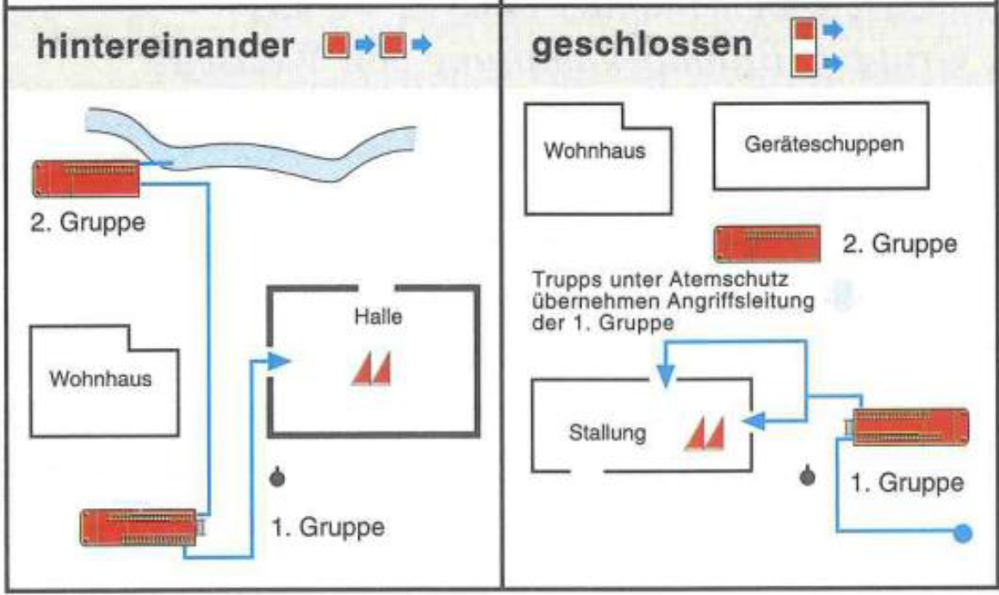 hintereinander
2. Gruppe
Halle
Wohnhaus
1. Gruppe
geschlossen
Wohnhaus
Geräteschuppen
2. Gruppe
Trupps unter Atemschutz
übernehmen Angriffsleitung
der 1. Gruppe
Stallung
1. Gruppe